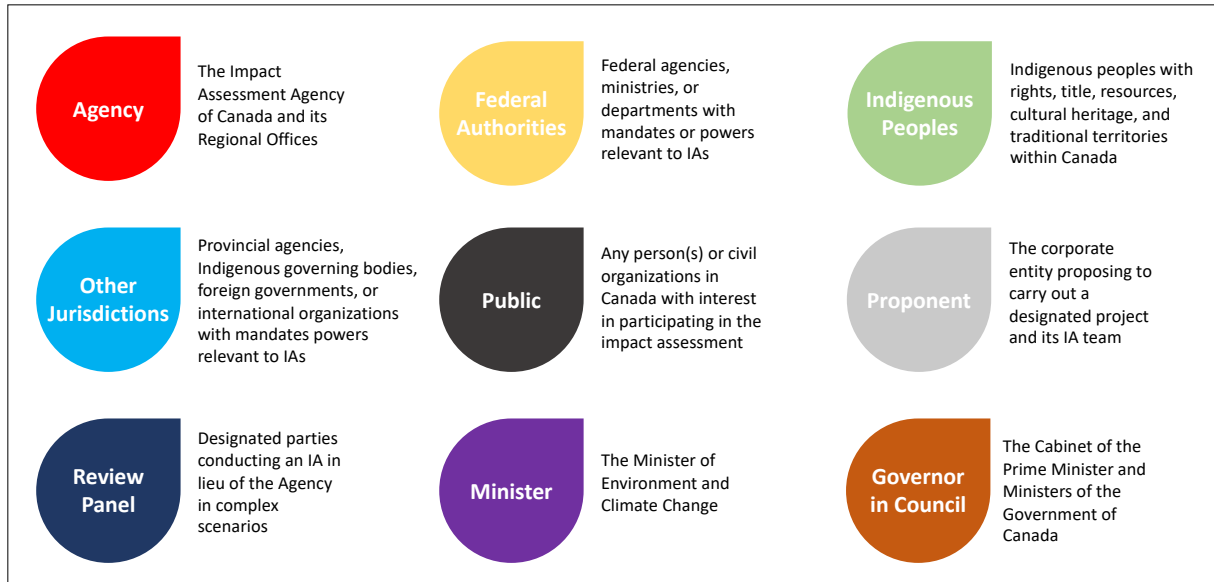 Agency
The Impact
Assessment Agency
of Canada and its
Regional Offices
Federal
Authorities
Federal agencies,
ministries, or
departments with
mandates or powers
relevant to IAs
Indigenous
Peoples
Indigenous peoples with
rights, title, resources,
cultural heritage, and
traditional territories
within Canada
Other
Jurisdictions
Provincial agencies,
Indigenous governing bodies,
foreign governments, or
international organizations
with mandates powers
relevant to IAs
Public
Any person(s) or civil
organizations in
Canada with interest
in participating in the
impact assessment
Proponent
The corporate
entity proposing to
carry out a
designated project
and its IA team
Review
Panel
Designated parties
conducting an IA in
lieu of the Agency
in complex
scenarios
Minister
The Minister of
Environment and
Climate Change
Governor
in Council
The Cabinet of the
Prime Minister and
Ministers of the
Government of
Canada